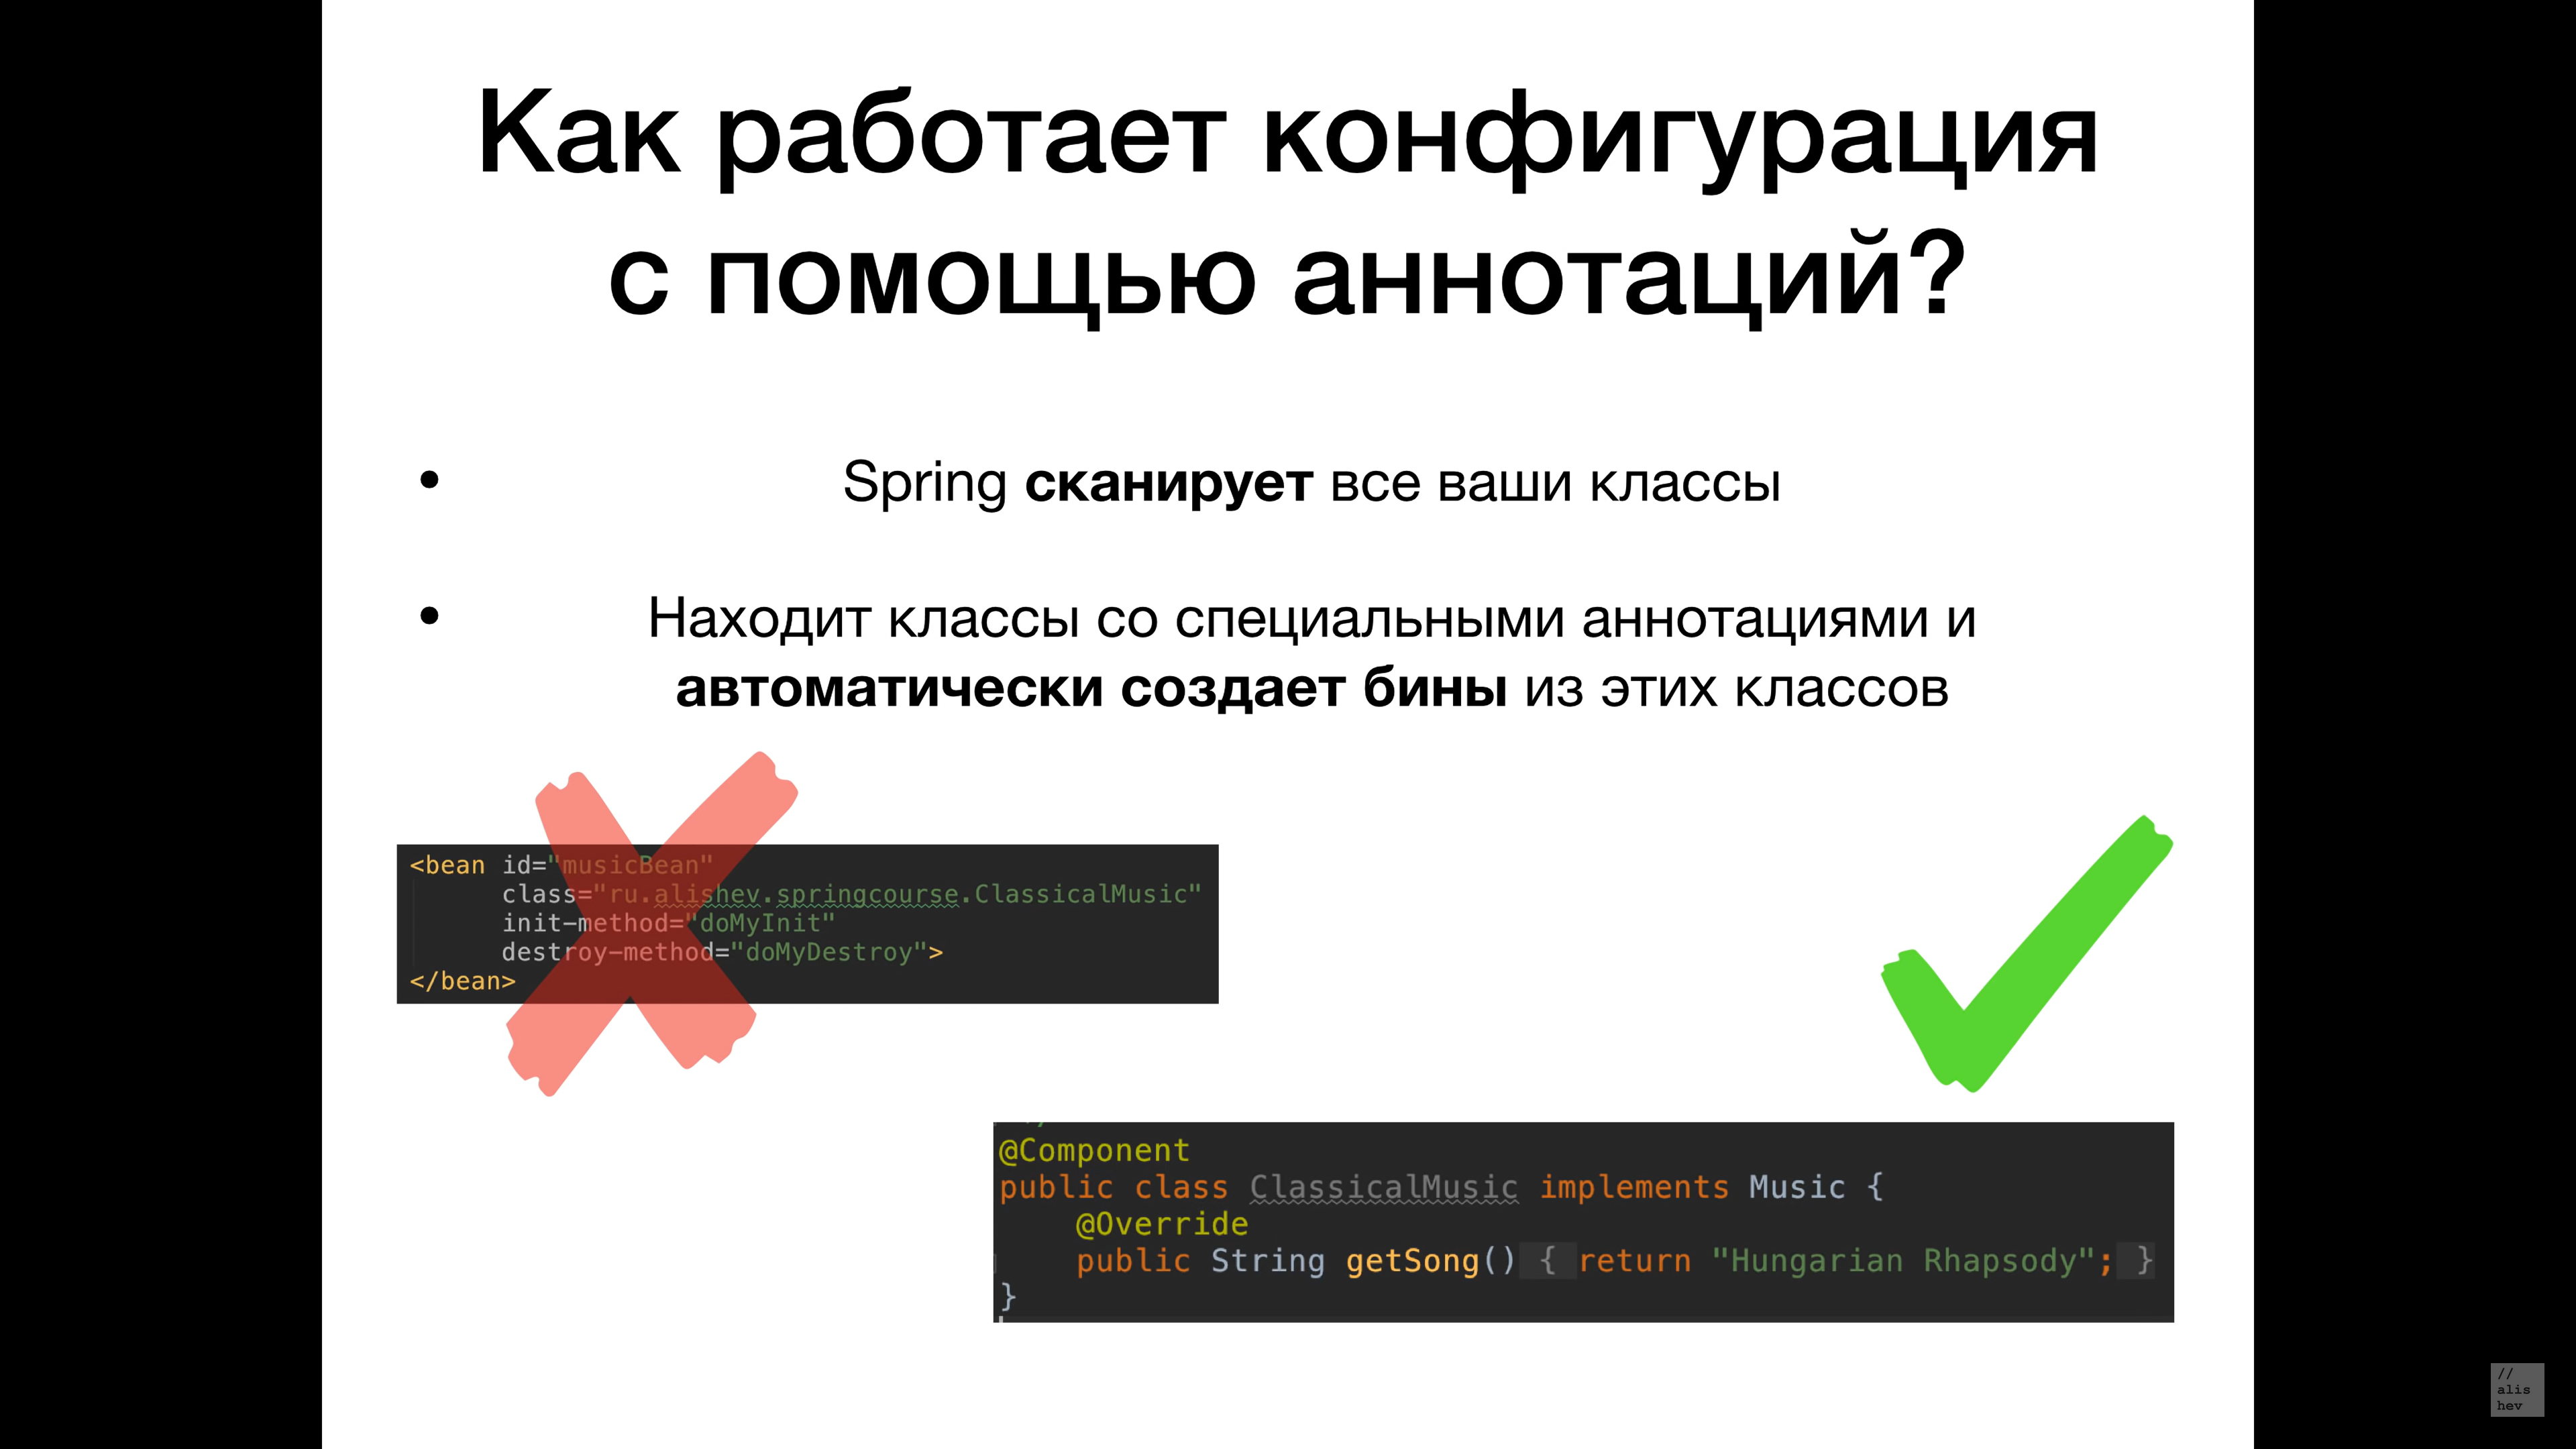 Как работает конфигурация
с помощью аннотаций?
• Spring сканирует все ваши классы
• Находит классы со специальными аннотациями и
автоматически создает бины из этих классов
<bean id="musicBean"
class="ru.alishev.springcourse.ClassicalMusic"
init-method="doMyInit"
destroy-method="doMyDestroy">
</bean>
@Component
public class ClassicalMusic implements Music {
@Override
public String getSong() { return "Hungarian Rhapsody"; }
}
//
alis
hev